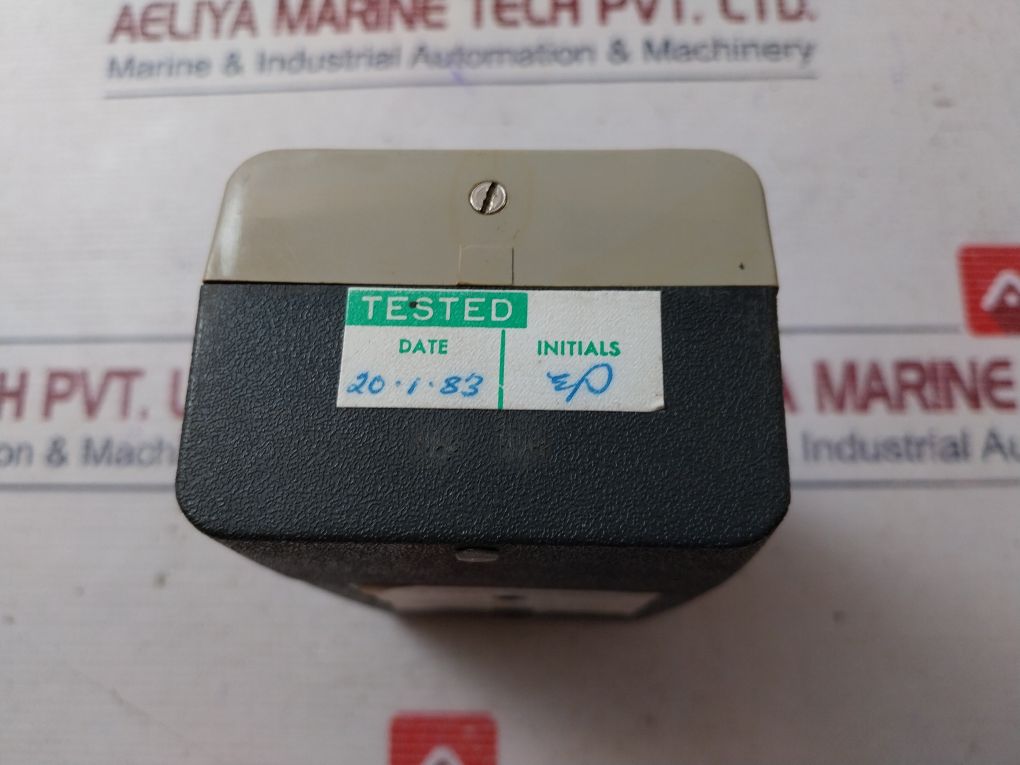 AELIYA MARINE TECH PVT. LTD.
Marine & Industrial Automation & Machinery
TESTED
DATE
INITIALS
20.1.83
H PVT.
on & Mach
A MARINE
Industrial Au